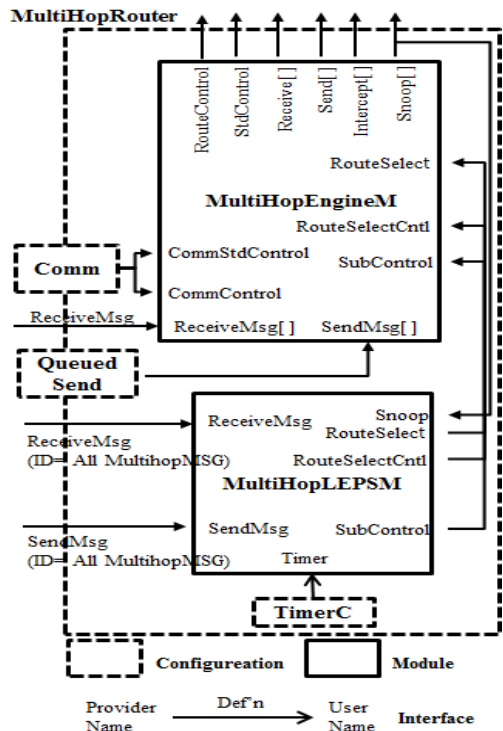 MultiHopRouter
RouteControl
StdControl
Receive[]
Send[]
Intercept[]
Snoop[]
RouteSelect
MultiHopEngineM
RouteSelectCntl
Comm
CommStdControl
SubControl
CommControl
ReceiveMsg
ReceiveMsg[ ]
SendMsg[ ]
Queued
Send
ReceiveMsg
Snoop
RouteSelect
ReceiveMsg
(ID= All MultihopMSG)
RouteSelectCntl
MultiHopLEPSM
SendMsg
SubControl
SendMsg
(ID= All MultihopMSG)
Timer
TimerC
Configureation
Module
Provider
Name
Def'n
User
Name
Interface